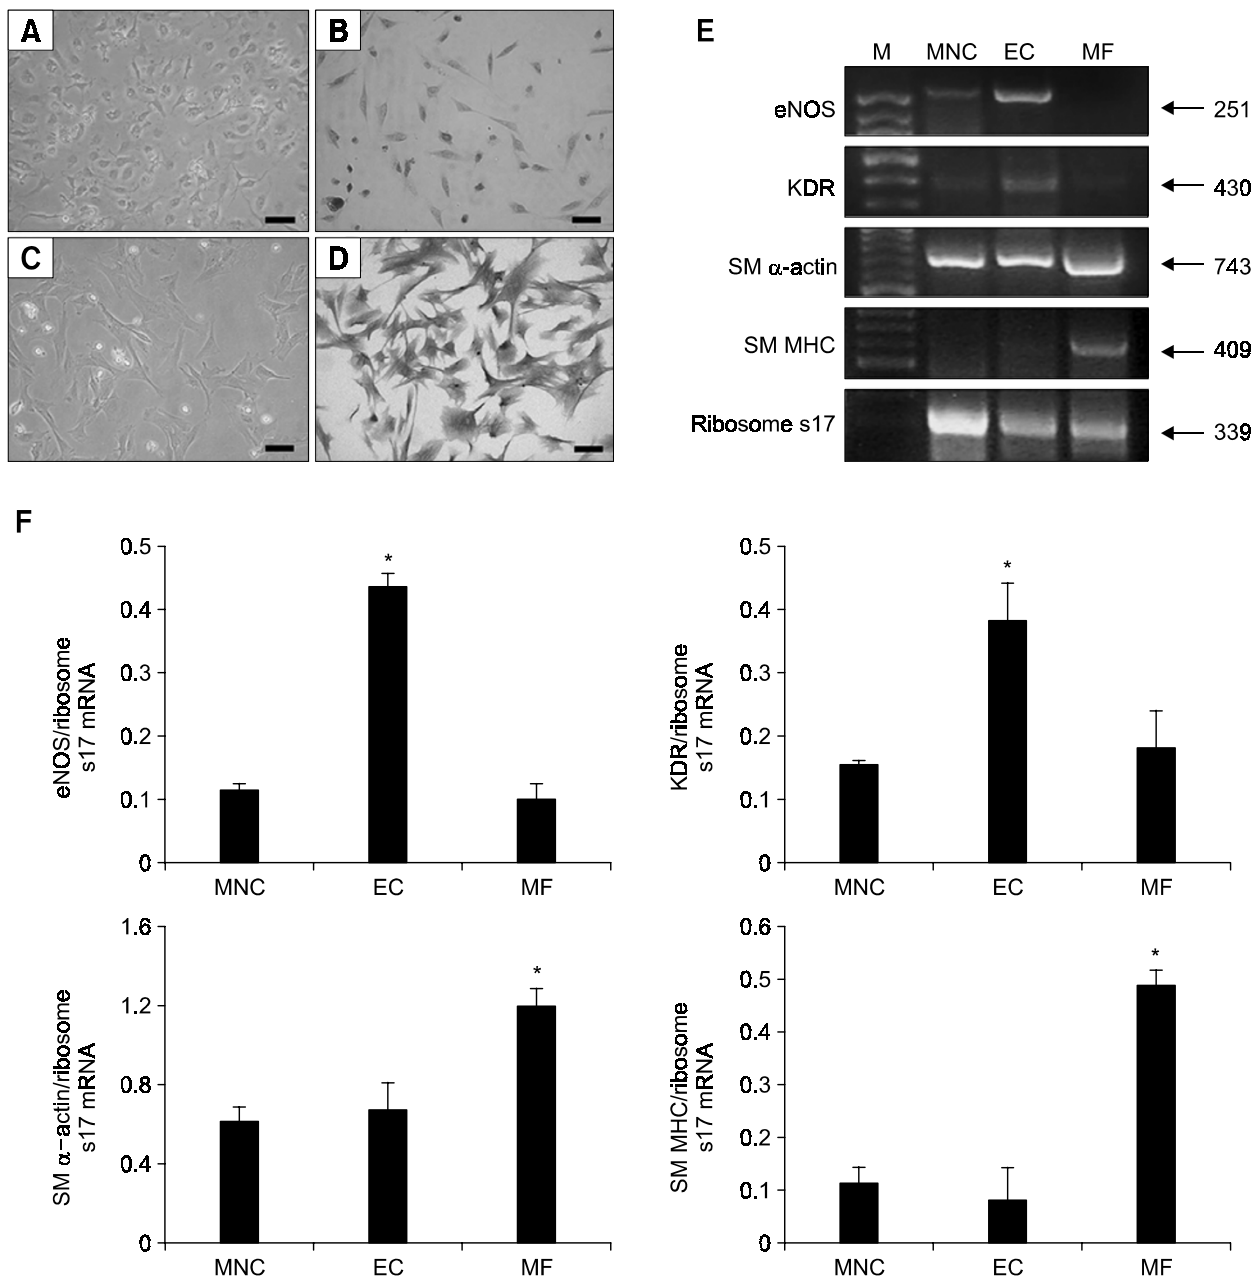 A
B
C
D
E
M MNC EC MF
eNOS
251
KDR
430
SM α-actin
743
SM MHC
409
Ribosome s17
339
F
eNOS/ribosome
s17 mRNA
0.5
0.4
0.3
0.2
0.1
0
*
MNC EC MF
KDR/ribosome
s17 mRNA
0.5
0.4
0.3
0.2
0.1
0
*
MNC EC MF
SM α-actin/ribosome
s17 mRNA
1.6
1.2
0.8
0.4
0
*
MNC EC MF
SM MHC/ribosome
s17 mRNA
0.6
0.5
0.4
0.3
0.2
0.1
0
*
MNC EC MF